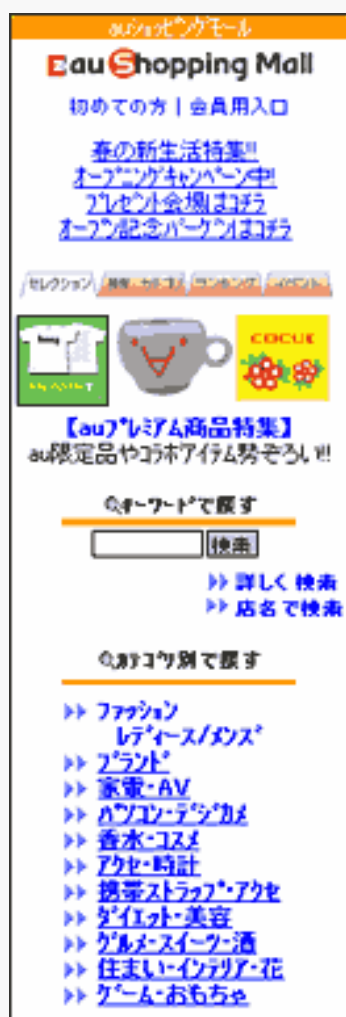 auｼｮｯﾋﾟﾝｸﾞﾓｰﾙ
au Shopping Mall
初めての方|会員用入口
春の新生活特集!!
ｵｰﾌﾟﾆﾝｸﾞｷｬﾝﾍﾟｰﾝ中!
ﾌﾟﾚｾﾞﾝﾄ会場はｺﾁﾗ
ｵｰﾌﾟﾝ記念ﾊﾞｰｹﾞﾝはｺﾁﾗ
ｾﾚｸｼｮﾝ ﾗﾝｷﾝｸﾞ ｲﾍﾞﾝﾄ
COCUE
【auﾌﾟﾚﾐｱﾑ商品特集】
au限定品やｺﾗﾎﾞｱｲﾃﾑ勢ぞろい!!
ｷｰﾜｰﾄﾞで探す
検索
詳しく検索
店名で検索
ｶﾃｺﾞﾘ別で探す
ﾌｧｯｼｮﾝ
ﾚﾃﾞｨｰｽ/ﾒﾝｽﾞ
ﾌﾞﾗﾝﾄﾞ
家電・AV
ﾊﾟｿｺﾝ・ﾃﾞｼﾞｶﾒ
香水・ｺｽﾒ
ｱｸｾ・時計
携帯ｽﾄﾗｯﾌﾟ・ｱｸｾ
ﾀﾞｲｴｯﾄ・美容
ｸﾞﾙﾒ・ｽｲｰﾂ・酒
住まい・ｲﾝﾃﾘｱ・花
ｹﾞｰﾑ・おもちゃ